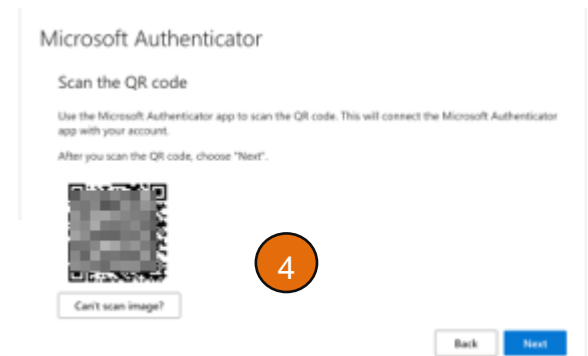 Microsoft Authenticator
Scan the QR code
Use the Microsoft Authenticator app to scan the QR code. This will connect the Microsoft Authenticator
app with your account.
After you scan the QR code, choose "Next".
4
Can't scan image?
Back Next